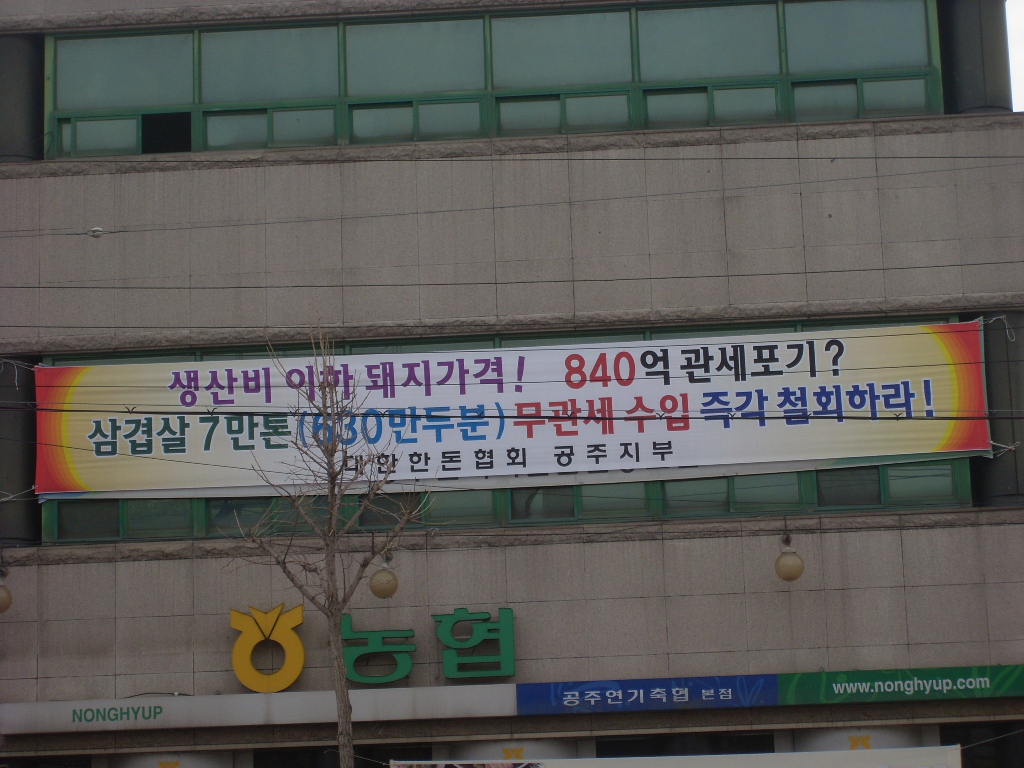 생산비 이하 돼지가격! 840억 관세포기?
삼겹살 7만톤(630만두분) 무관세 수입 즉각 철회하라!
대한한돈협회 공주지부
농협
NONGHYUP
공주연기축협 본점
www.nonghyup.com